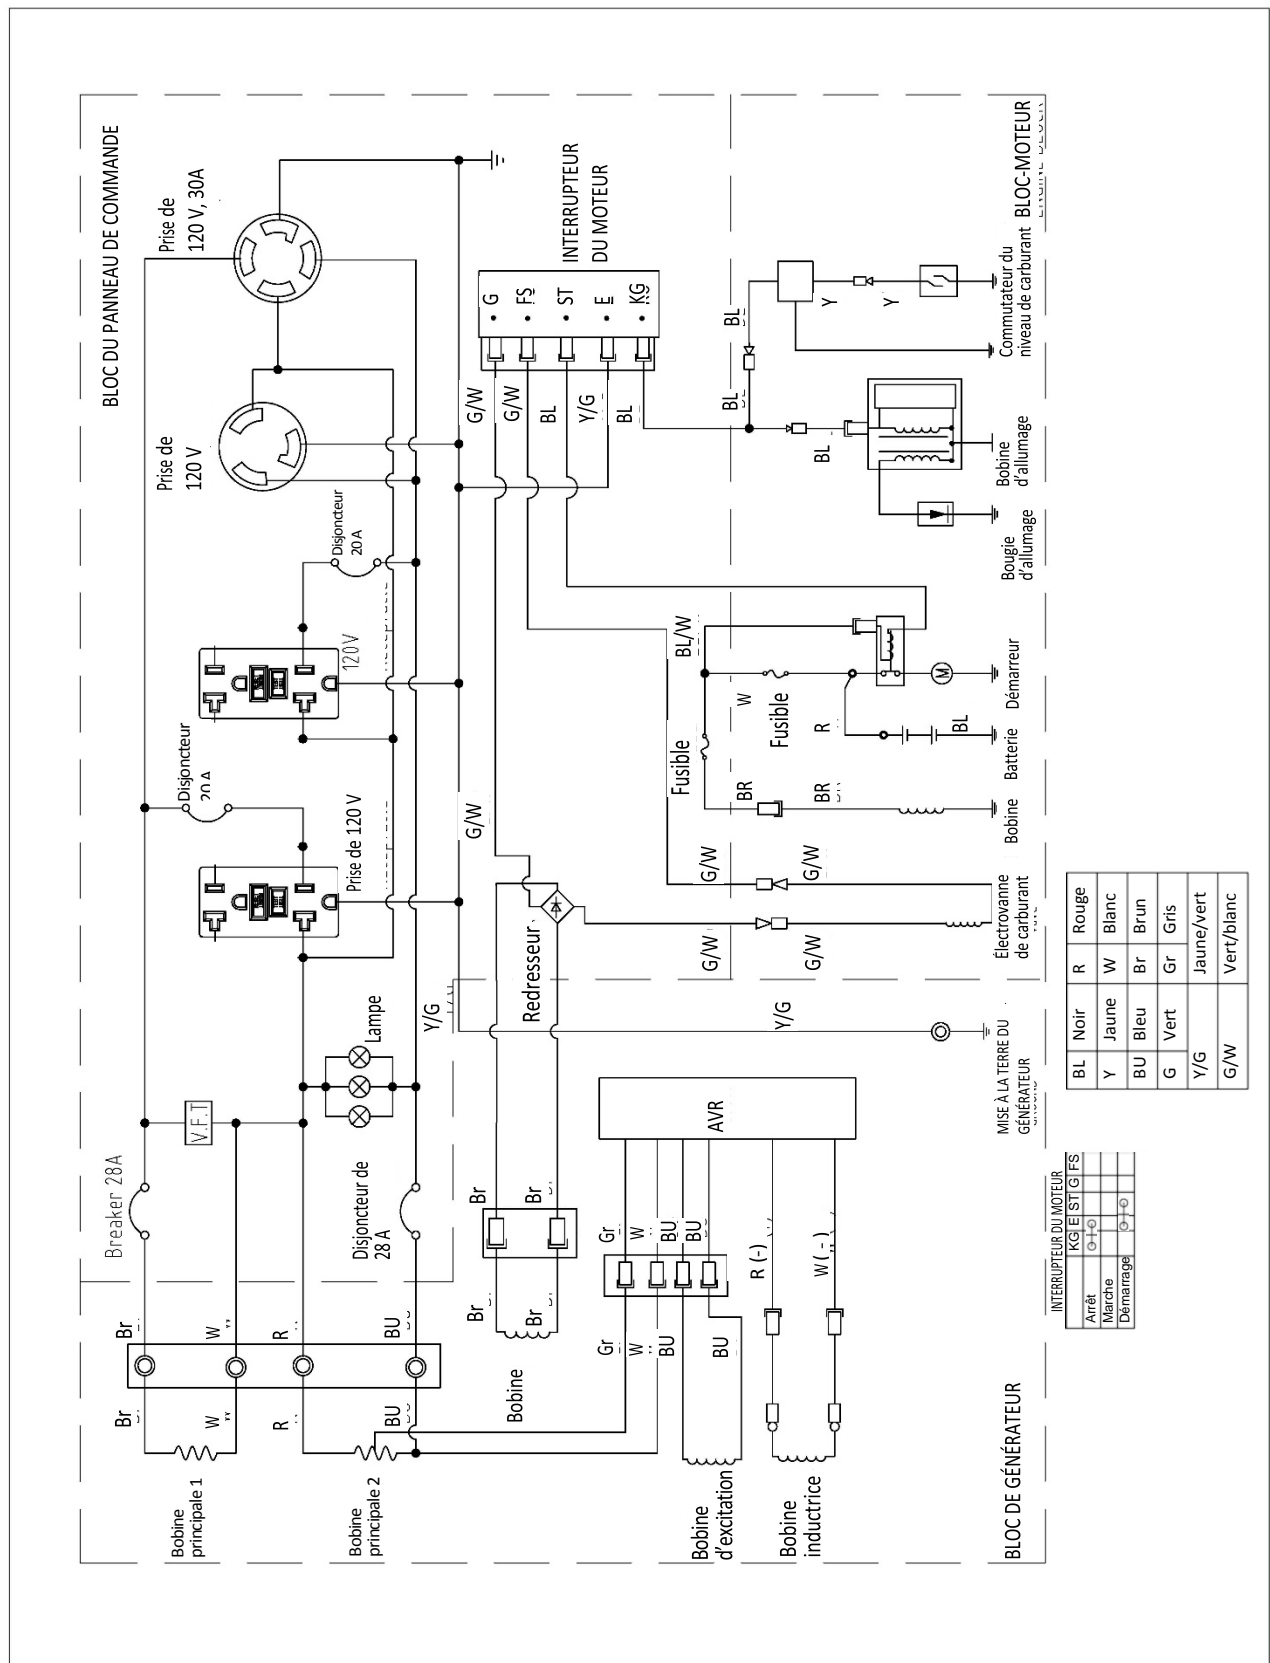 BLOC DU PANNEAU DE COMMANDE
Prise de
120 V, 30A
Prise de
120 V
Disjoncteur
20 A
120V
Disjoncteur
20 A
Prise de 120 V
Lampe
V.F.T
Breaker 28A
Disjoncteur de
28 A
INTERRUPTEUR
DU MOTEUR
G
FS
ST
E
KG
G/W
G/W
BL
Y/G
BL
BLOC-MOTEUR
BL
BL
BL
Y
Y
Commutateur du
niveau de carburant
Bobine
d'allumage
Bougie
d'allumage
Démarreur
Batterie
Bobine
Électrovanne
de carburant
BL/W
W
Fusible
Fusible
R
BL
BR
BR
G/W
G/W
G/W
G/W
G/W
Redresseur
Y/G
Y/G
MISE À LA TERRE DU
GÉNÉRATEUR
AVR
Br
Br
Br
Br
Bobine
Gr
W
BU
BU
Gr
W
BU
BU
R (-)
W ( - )
Br
W
R
BU
Br
W
R
BU
Bobine
principale 1
Bobine
principale 2
Bobine
d'excitation
Bobine
inductrice
BLOC DE GÉNÉRATEUR
INTERRUPTEUR DU MOTEUR
KG E ST G FS
Arrêt
Marche
Démarrage
BL Noir R Rouge
Y Jaune W Blanc
BU Bleu Br Brun
G Vert Gr Gris
Y/G Jaune/vert
G/W Vert/blanc
M